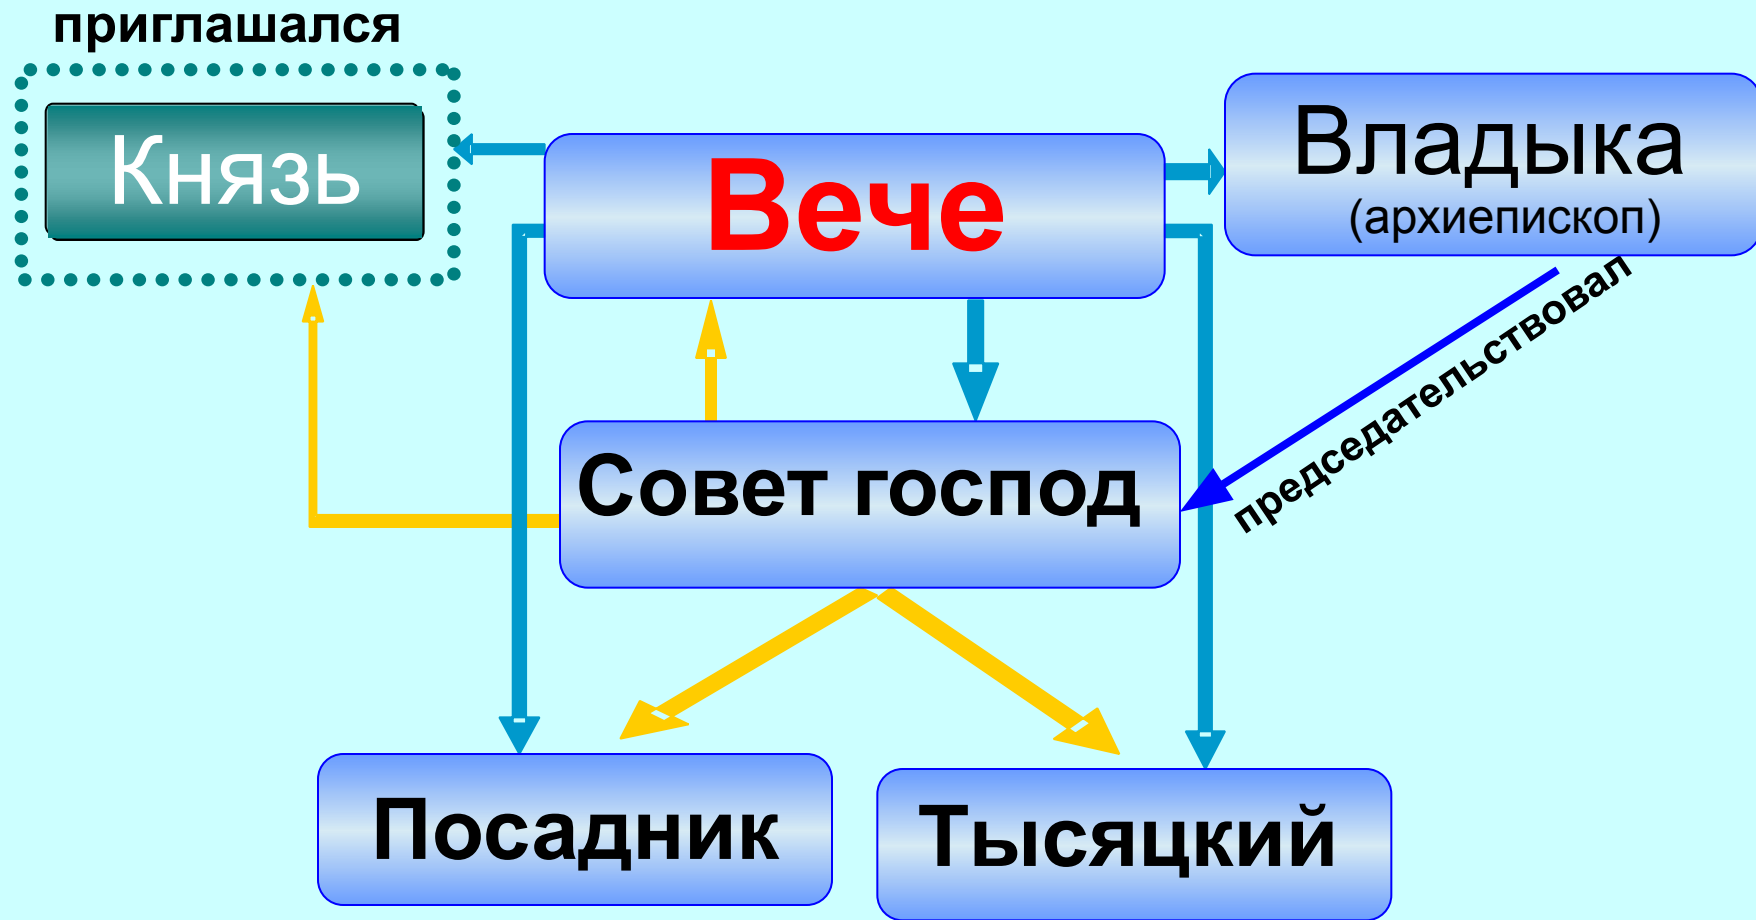 приглашался
Князь
Вече
Владыка
(архиепископ)
председательствовал
Совет господ
Посадник
Тысяцкий